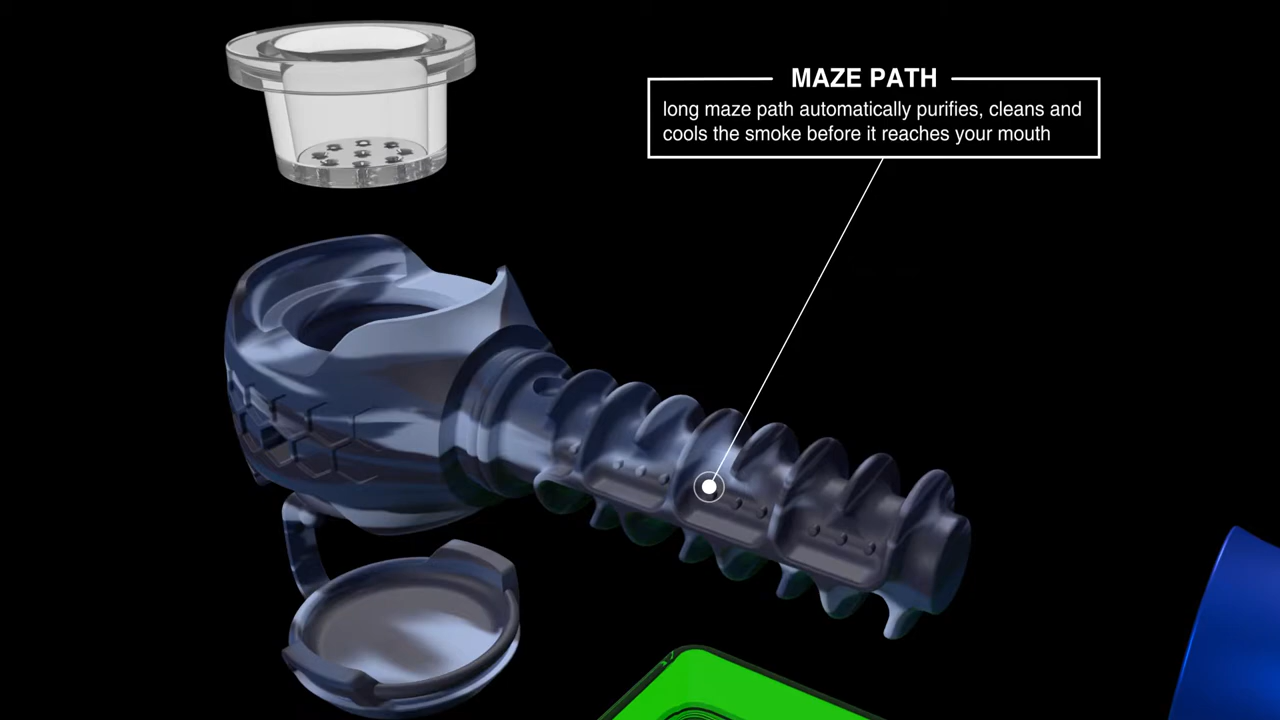 MAZE PATH
long maze path automatically purifies, cleans and
cools the smoke before it reaches your mouth